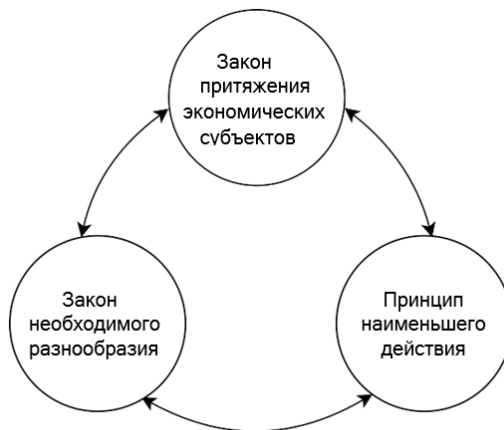 Закон
притяжения
экономических
субъектов
Закон
необходимого
разнообразия
Принцип
наименьшего
действия